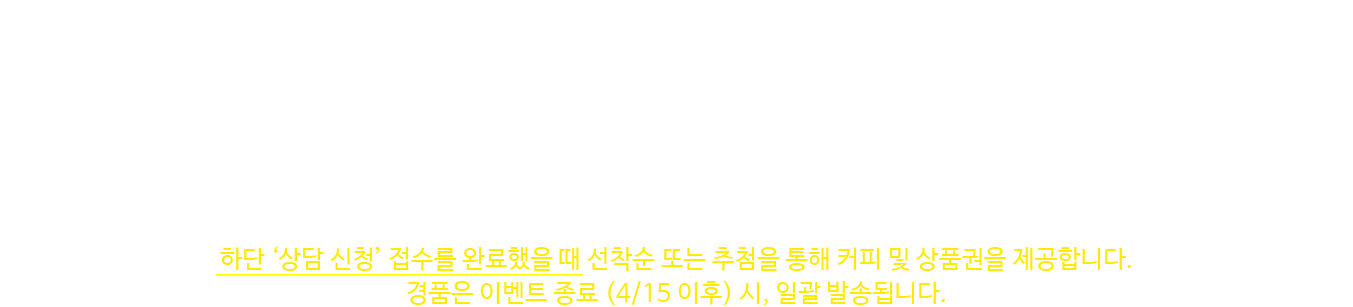 하단 ‘상담 신청’ 접수를 완료했을 때 선착순 또는 추첨을 통해 커피 및 상품권을 제공합니다.
경품은 이벤트 종료 (4/15 이후) 시, 일괄 발송됩니다.